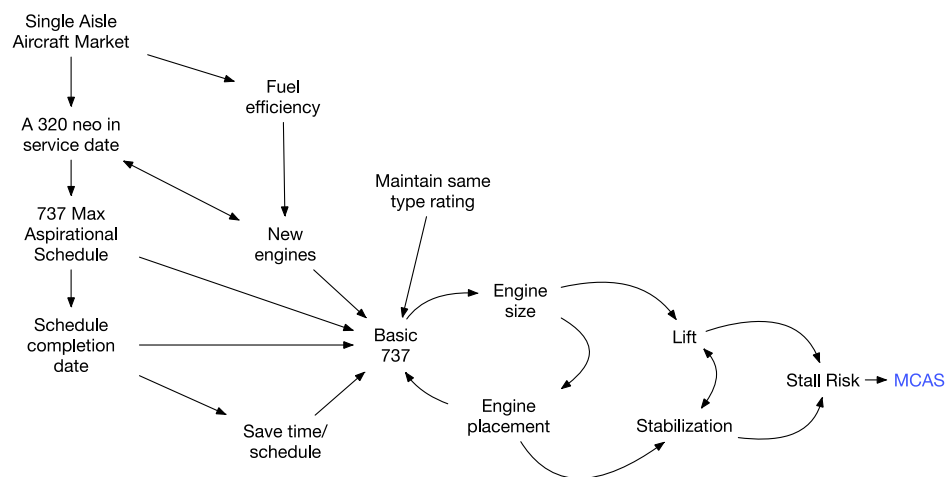 Single Aisle
Aircraft Market
Fuel
efficiency
A 320 neo in
service date
Maintain same
type rating
737 Max
Aspirational
Schedule
New
engines
Engine
size
Schedule
completion
date
Basic
737
Lift
Stall Risk
MCAS
Engine
placement
Stabilization
Save time/
schedule